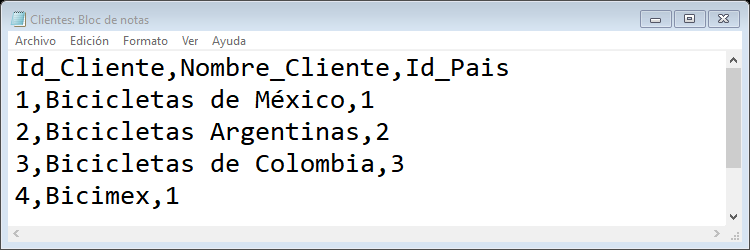 Clientes: Bloc de notas
Archivo Edición Formato Ver Ayuda
Id_Cliente,Nombre_Cliente,Id_Pais
1,Bicicletas de México,1
2,Bicicletas Argentinas,2
3,Bicicletas de Colombia,3
4,Bicimex,1